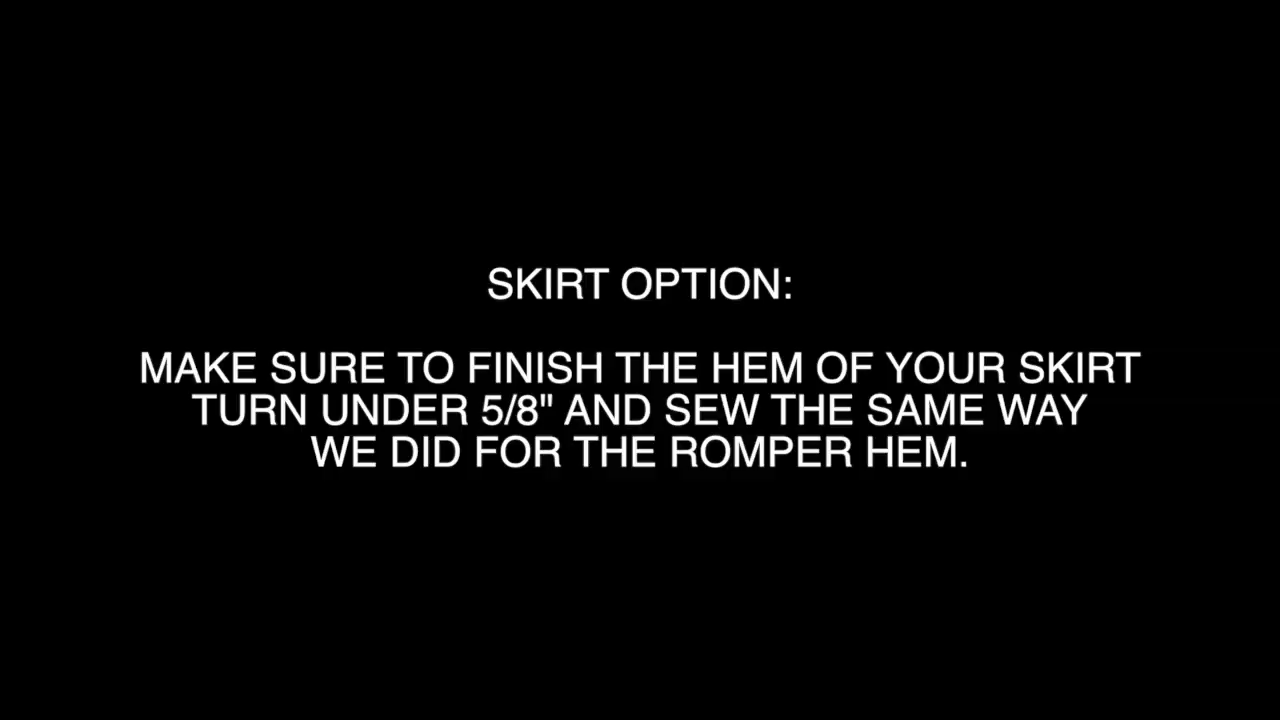 SKIRT OPTION:
MAKE SURE TO FINISH THE HEM OF YOUR SKIRT
TURN UNDER 5/8" AND SEW THE SAME WAY
WE DID FOR THE ROMPER HEM.